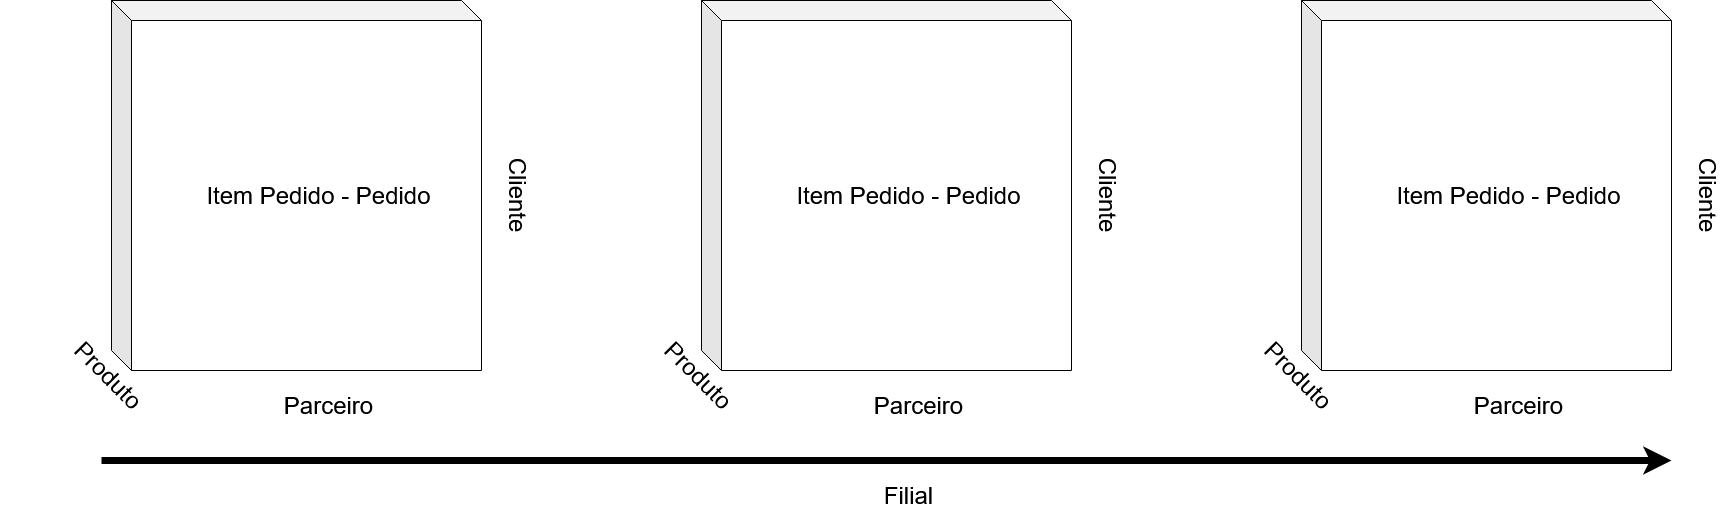 Item Pedido - Pedido
Cliente
Produto
Parceiro
Item Pedido - Pedido
Cliente
Produto
Parceiro
Item Pedido - Pedido
Cliente
Produto
Parceiro
Filial